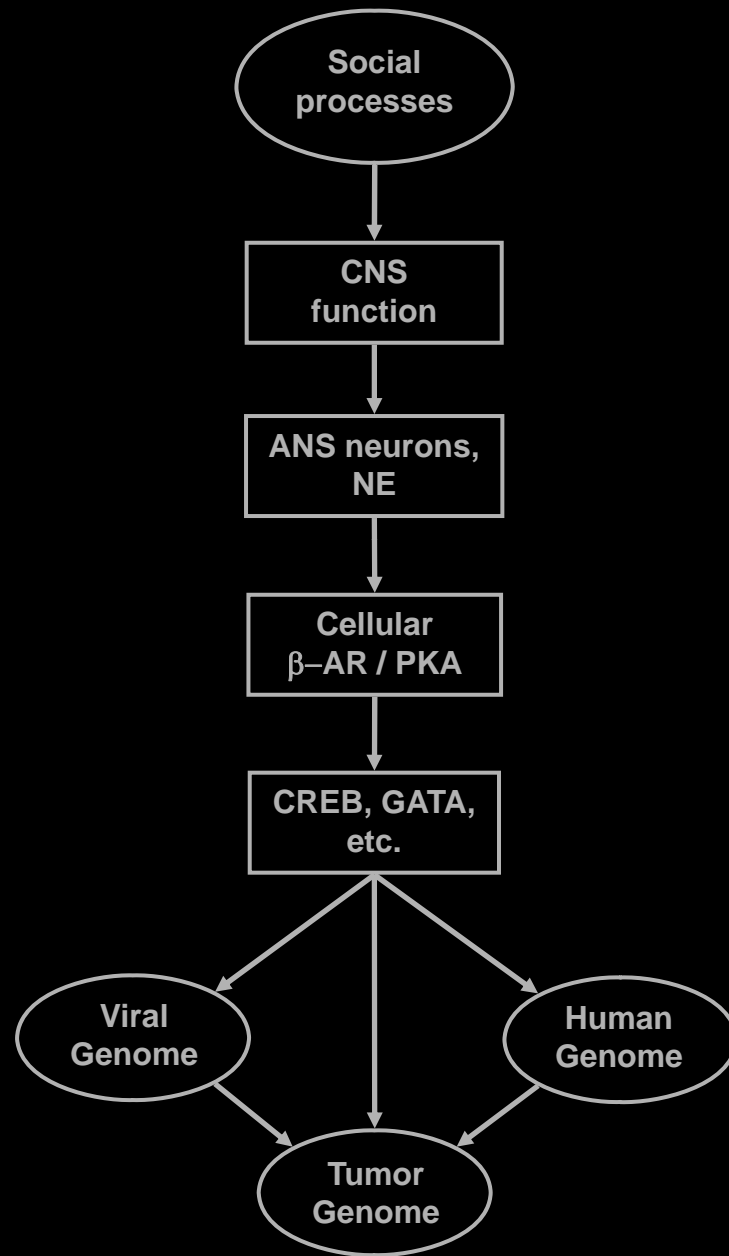 Social
processes
CNS
function
ANS neurons,
NE
Cellular
β–AR / PKA
CREB, GATA,
etc.
Viral
Genome
Human
Genome
Tumor
Genome